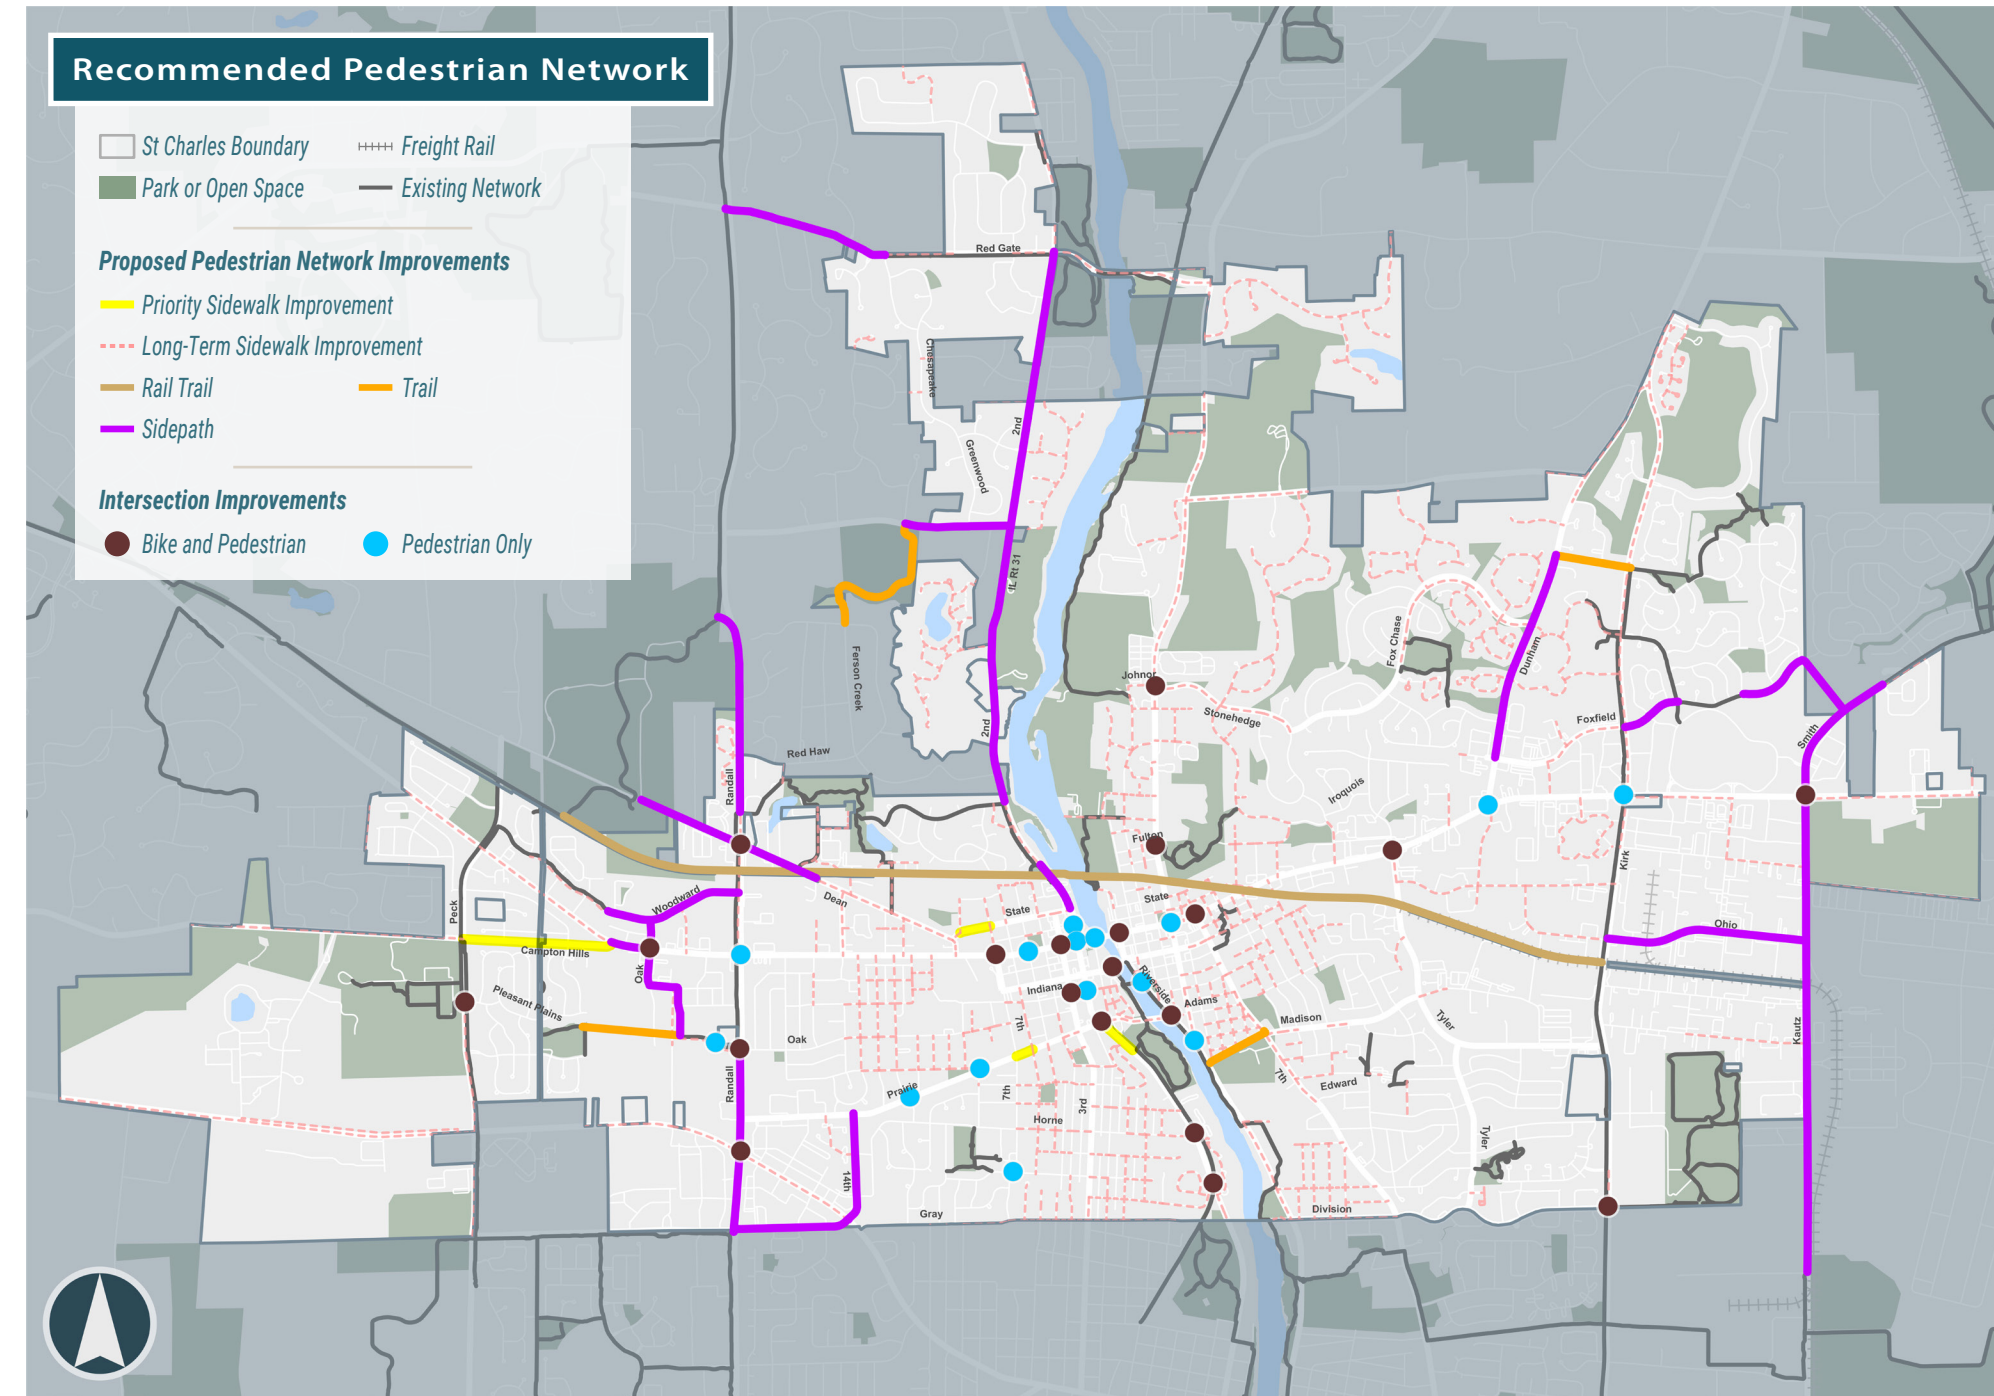 Recommended Pedestrian Network
St Charles Boundary
Freight Rail
Park or Open Space
Existing Network
Proposed Pedestrian Network Improvements
Priority Sidewalk Improvement
Long-Term Sidewalk Improvement
Rail Trail
Trail
Sidepath
Intersection Improvements
Bike and Pedestrian
Pedestrian Only
Red Gate
Chesapeake
2nd
Greenwood
IL Rt 31
Ferson Creek
Fox Chase
Dunham
Johnor
Stonehedge
Foxfield
2nd
Smith
Red Haw
Randall
Iroquois
Fulton
Kirk
Woodward
Dean
State
State
Peck
Ohio
Campton Hills
Oak
Pleasant Plains
Indiana
Riverside
Adams
Madison
Tyler
7th
Kautz
Oak
Randall
Prairie
7th
3rd
7th
Edward
Horne
Tyler
14th
Gray
Division